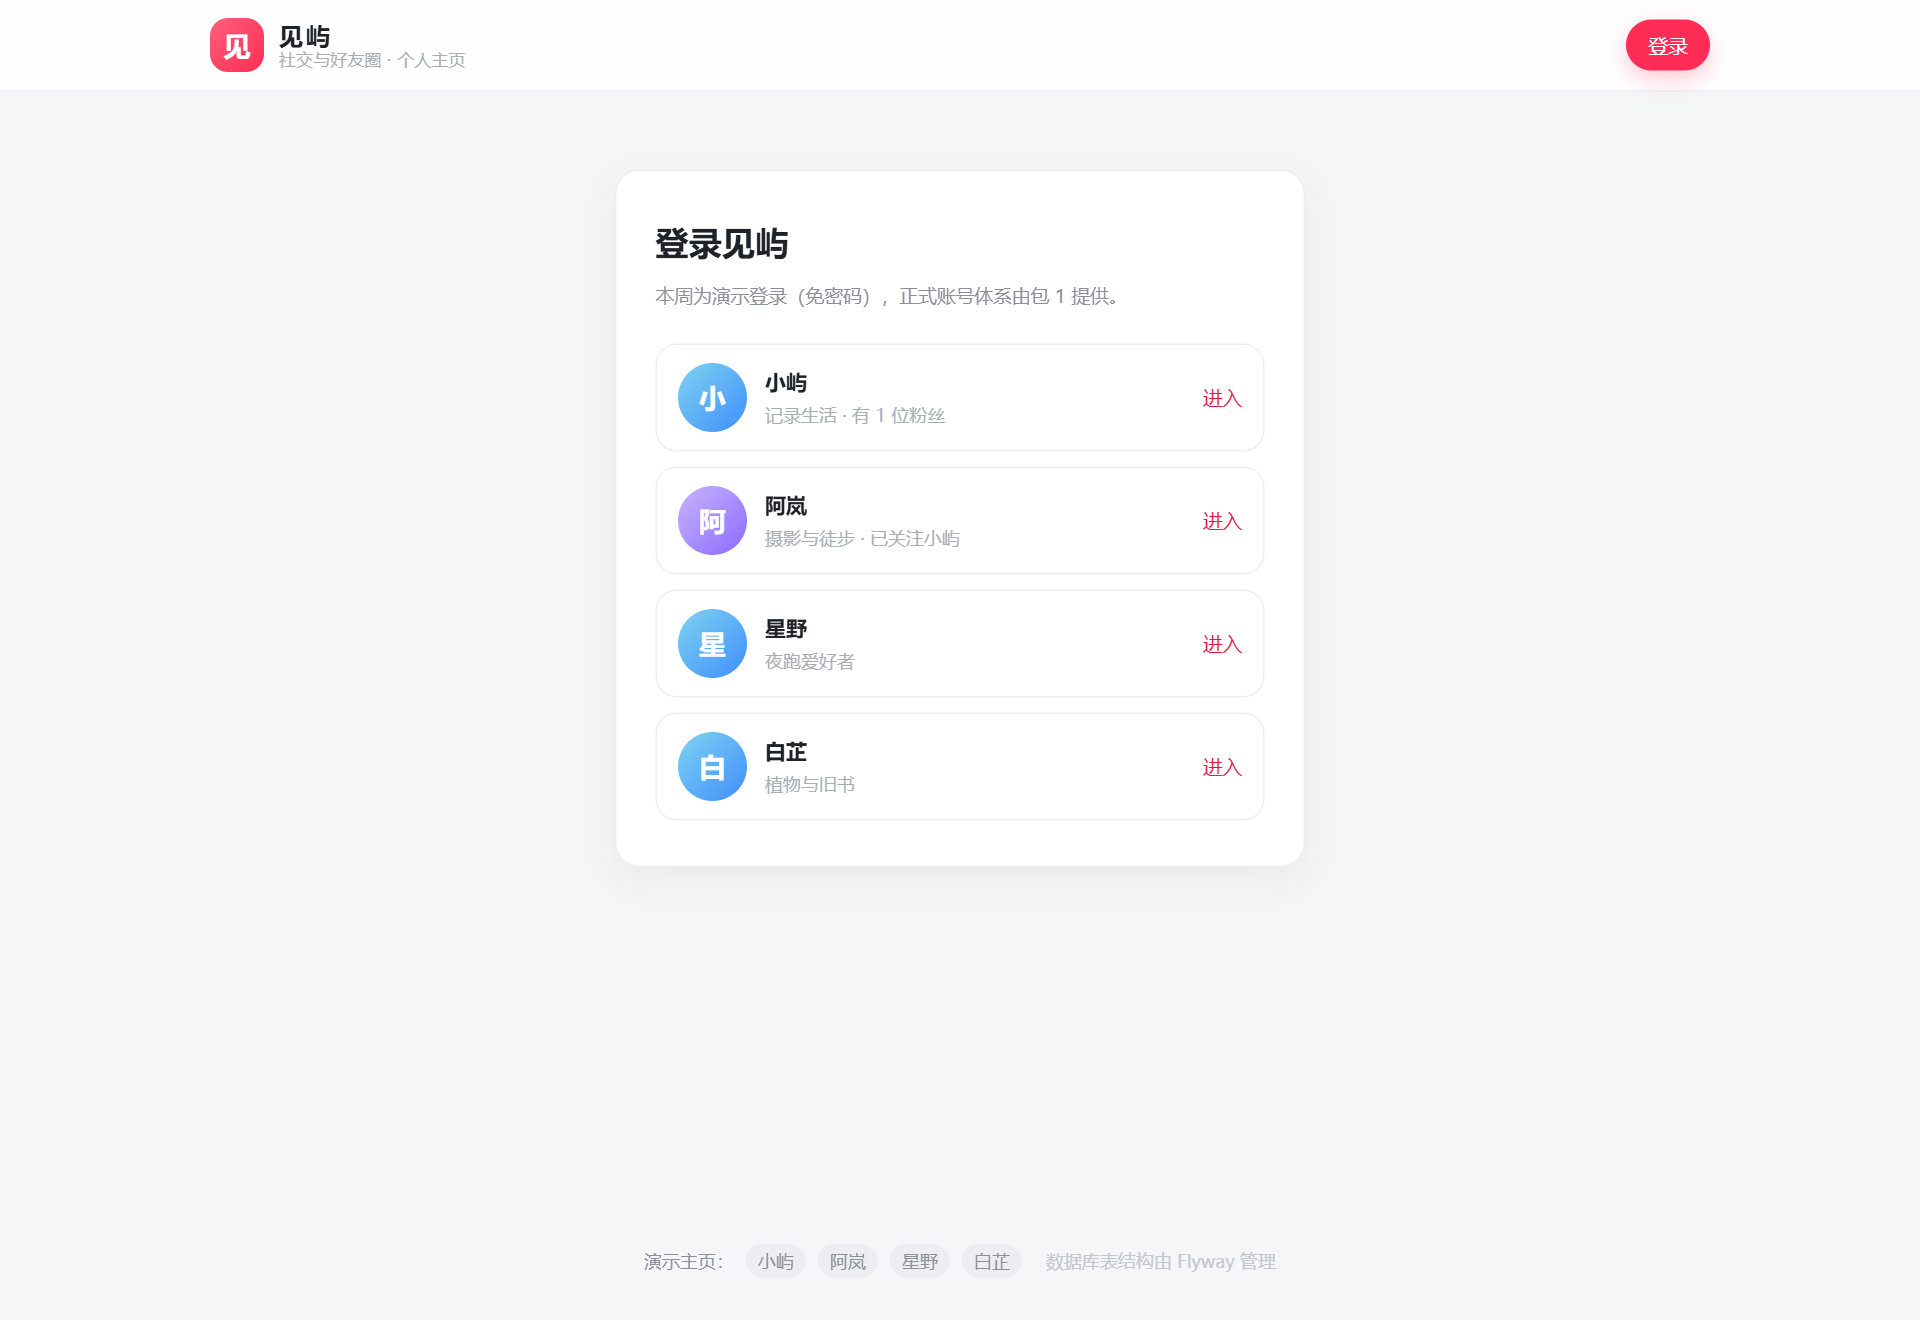 见
见屿
社交与好友圈 · 个人主页
登录
登录见屿
本周为演示登录（免密码），正式账号体系由包 1 提供。
小
小屿
记录生活 · 有 1 位粉丝
进入
阿
阿岚
摄影与徒步 · 已关注小屿
进入
星
星野
夜跑爱好者
进入
白
白芷
植物与旧书
进入
演示主页： 小屿 阿岚 星野 白芷 数据库表结构由 Flyway 管理